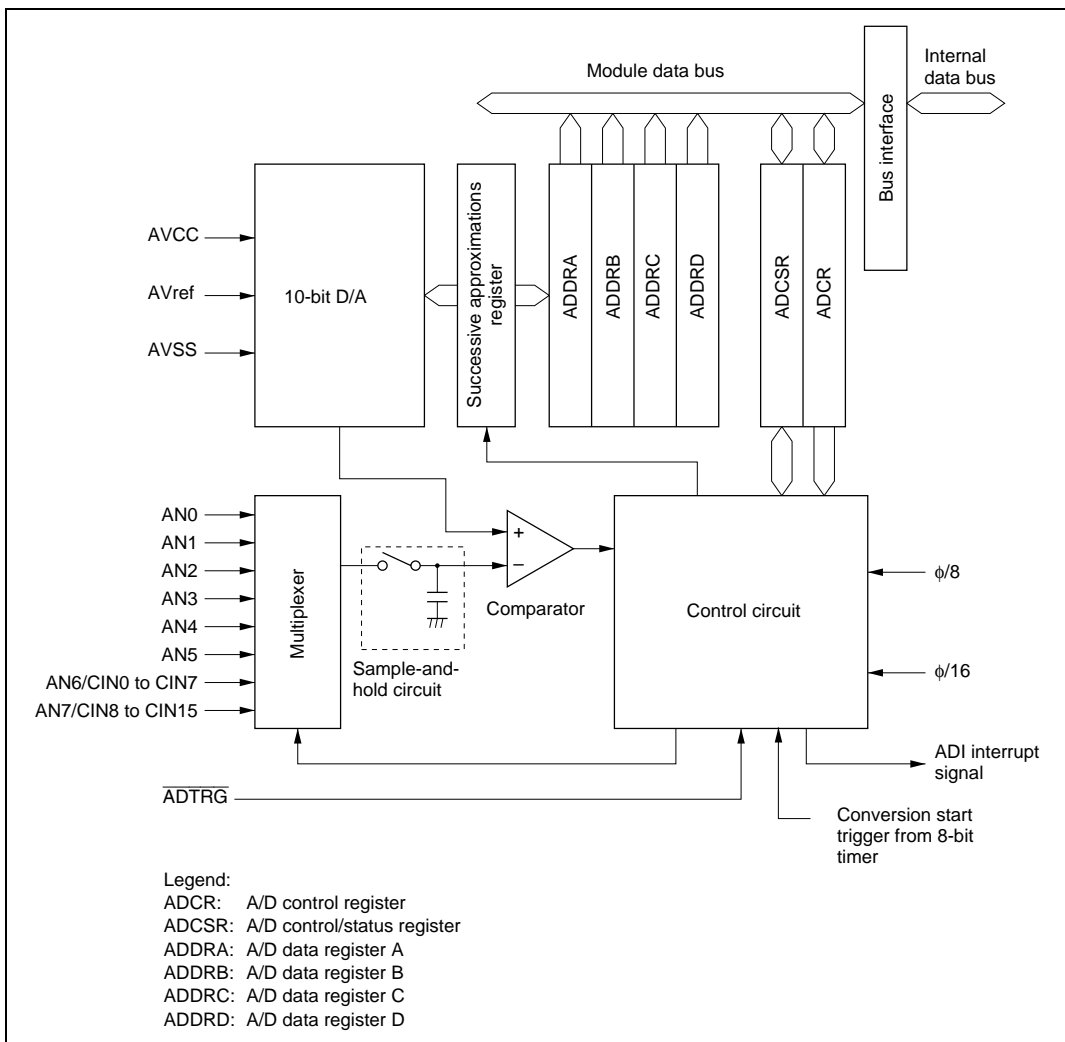 Module data bus
Internal
data bus
Bus interface
AVCC
AVref
AVSS
10-bit D/A
Successive approximations
register
ADDRA
ADDRB
ADDRC
ADDRD
ADCSR
ADCR
AN0
AN1
AN2
AN3
AN4
AN5
AN6/CIN0 to CIN7
AN7/CIN8 to CIN15
Multiplexer
Sample-and-
hold circuit
+
−
Comparator
Control circuit
ϕ/8
ϕ/16
ADI interrupt
signal
ADTRG
Conversion start
trigger from 8-bit
timer
Legend:
ADCR: A/D control register
ADCSR: A/D control/status register
ADDRA: A/D data register A
ADDRB: A/D data register B
ADDRC: A/D data register C
ADDRD: A/D data register D